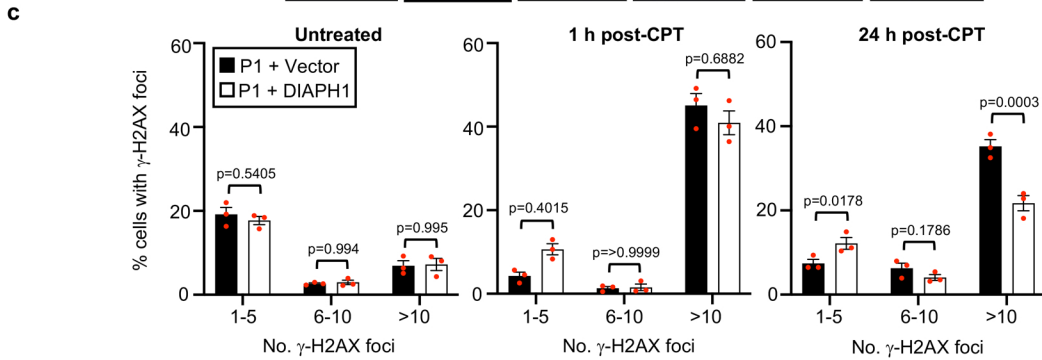 c
Untreated
1 h post-CPT
24 h post-CPT
P1 + Vector
P1 + DIAPH1
% cells with γ-H2AX foci
60
40
20
0
p=0.5405
p=0.994
p=0.995
1-5
6-10
>10
No. γ-H2AX foci
60
40
20
0
p=0.4015
p=>0.9999
p=0.6882
1-5
6-10
>10
No. γ-H2AX foci
60
40
20
0
p=0.0178
p=0.1786
p=0.0003
1-5
6-10
>10
No. γ-H2AX foci